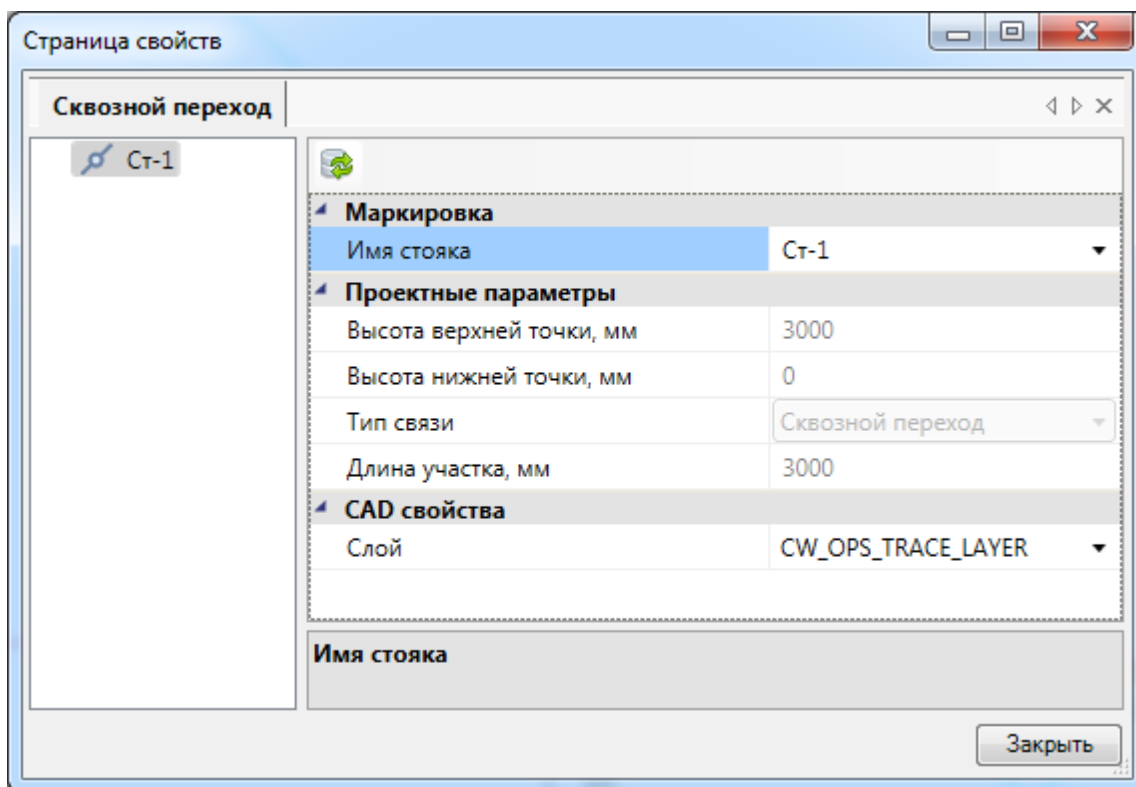 Страница свойств
Сквозной переход
Ст-1
Маркировка
Имя стояка Ст-1
Проектные параметры
Высота верхней точки, мм 3000
Высота нижней точки, мм 0
Тип связи Сквозной переход
Длина участка, мм 3000
CAD свойства
Слой CW_OPS_TRACE_LAYER
Имя стояка
Закрыть